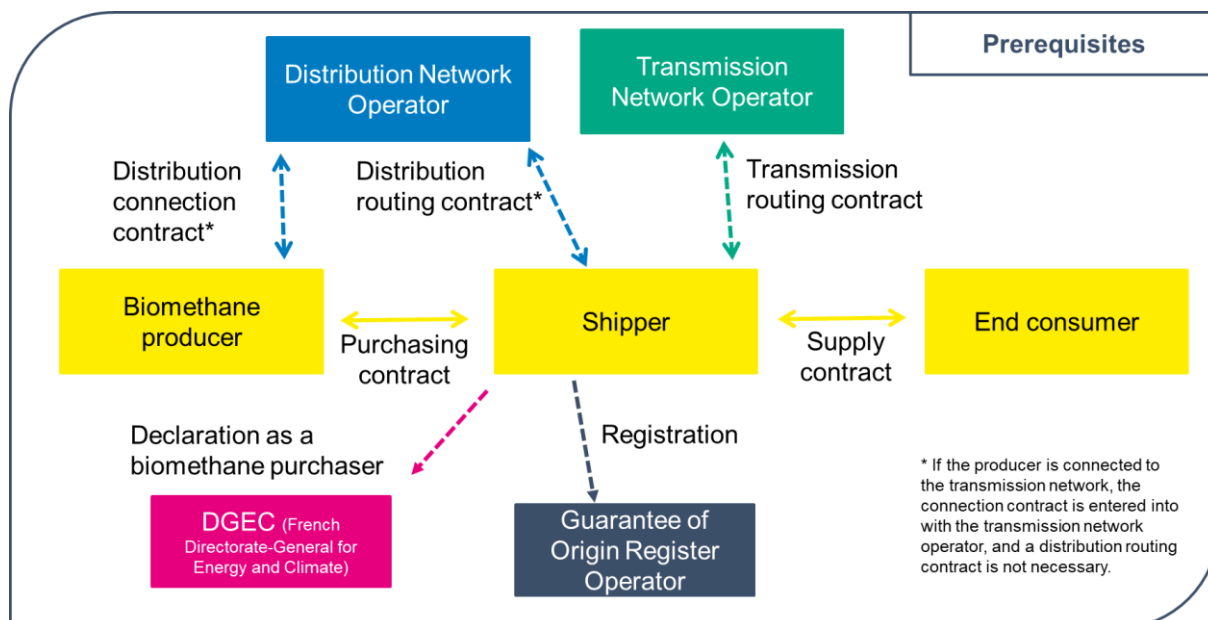 Prerequisites
Distribution Network
Operator
Transmission
Network Operator
Distribution
connection
contract*
Distribution
routing contract*
Transmission
routing contract
Biomethane
producer
Purchasing
contract
Shipper
Supply
contract
End consumer
Declaration as a
biomethane purchaser
Registration
DGEC (French
Directorate-General for
Energy and Climate)
Guarantee of
Origin Register
Operator
* If the producer is connected to
the transmission network, the
connection contract is entered into
with the transmission network
operator, and a distribution routing
contract is not necessary.